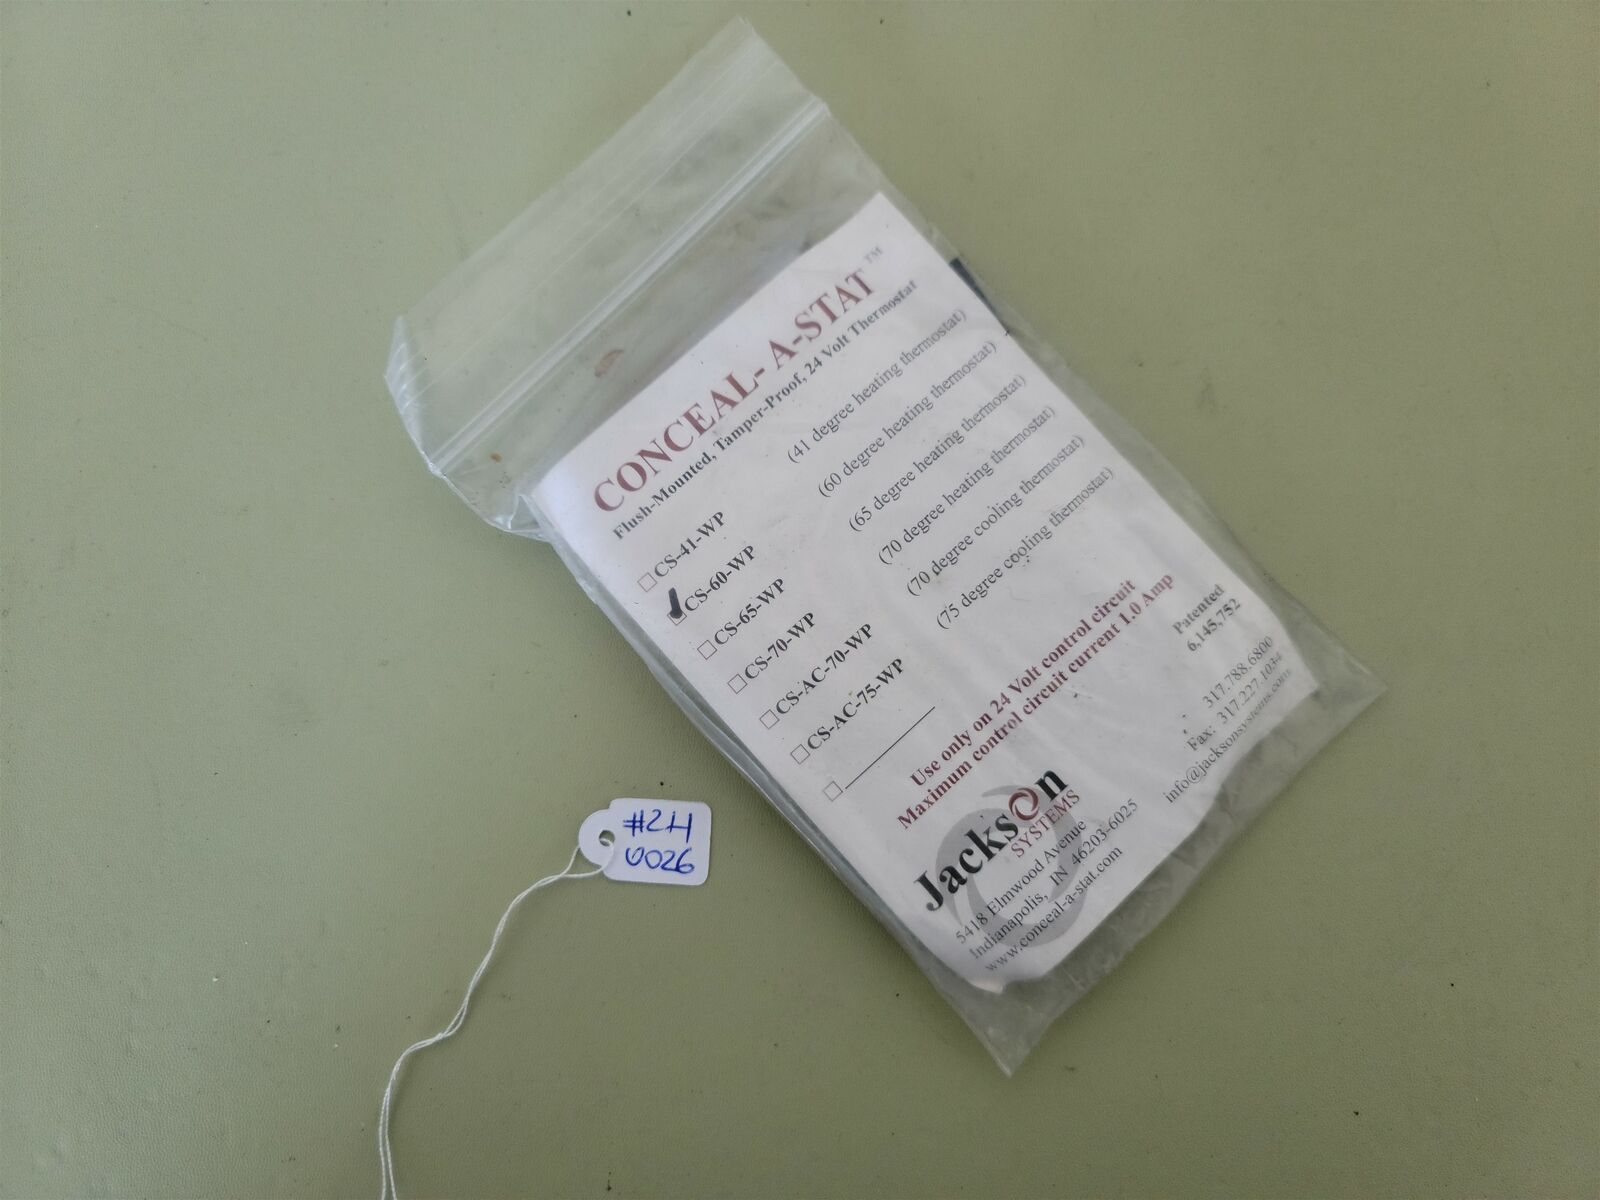 CONCEAL- A-STAT™
Flush-Mounted, Tamper-Proof, 24 Volt Thermostat
CS-41-WP (41 degree heating thermostat)
CS-60-WP (60 degree heating thermostat)
CS-65-WP (65 degree heating thermostat)
CS-70-WP (70 degree heating thermostat)
CS-AC-70-WP (70 degree cooling thermostat)
CS-AC-75-WP (75 degree cooling thermostat)
Use only on 24 Volt control circuit
Maximum control circuit current 1.0 Amp
Patented
6,145,752
Jackson
SYSTEMS
5418 Elmwood Avenue
Indianapolis, IN 46203-6025
www.conceal-a-stat.com
317.788.6800
Fax: 317.227.1034
info@jacksonsystems.com
#24
0026